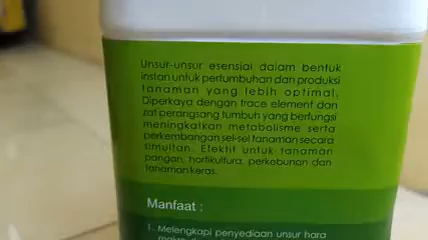 Unsur-unsur esensial dalam bentuk
instan untuk pertumbuhan dan produksi
tanaman yang lebih optimal.
Diperkaya dengan trace element dan
zat perangsang tumbuh yang berfungsi
meningkatkan metabolisme serta
perkembangan sel-sel tanaman secara
simultan. Efektif untuk tanaman
pangan, hortikultura, perkebunan dan
tanaman keras.
Manfaat :
1. Melengkapi penyediaan unsur hara